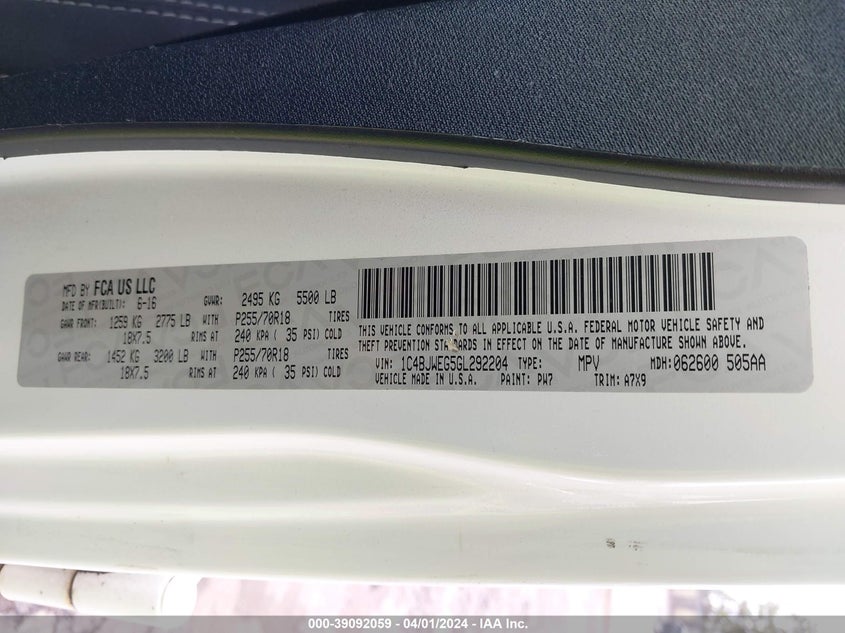 MFD BY FCA US LLC
DATE OF MFR(BUILT): 6-16 GVWR: 2495 KG 5500 LB
GAWR FRONT: 1259 KG 2775 LB WITH P255/70R18 TIRES
18X7.5 RIMS AT 240 KPA ( 35 PSI) COLD
GAWR REAR: 1452 KG 3200 LB WITH P255/70R18 TIRES
18X7.5 RIMS AT 240 KPA ( 35 PSI) COLD
THIS VEHICLE CONFORMS TO ALL APPLICABLE U.S.A. FEDERAL MOTOR VEHICLE SAFETY AND
THEFT PREVENTION STANDARDS IN EFFECT ON THE DATE OF MANUFACTURE SHOWN ABOVE.
VIN: 1C4BJWEG5GL292204 TYPE: MPV MDH: 062600 505AA
VEHICLE MADE IN U.S.A. PAINT: PW7 TRIM: A7X9
000-39092059 / 04/01/2024 - IAA Inc.